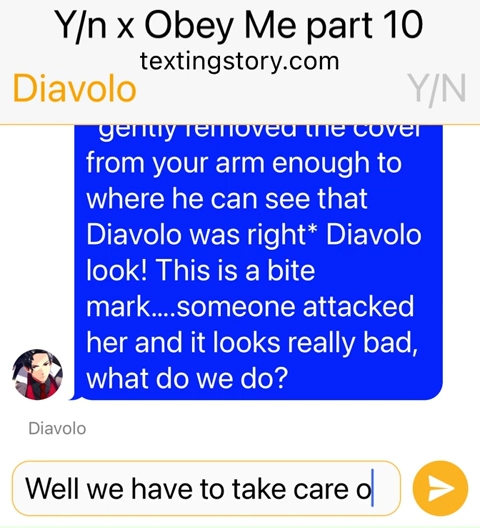 Y/n x Obey Me part 10
textingstory.com
Diavolo Y/N
*gently removed the cover
from your arm enough to
where he can see that
Diavolo was right* Diavolo
look! This is a bite
mark....someone attacked
her and it looks really bad,
what do we do?
Diavolo
Well we have to take care o